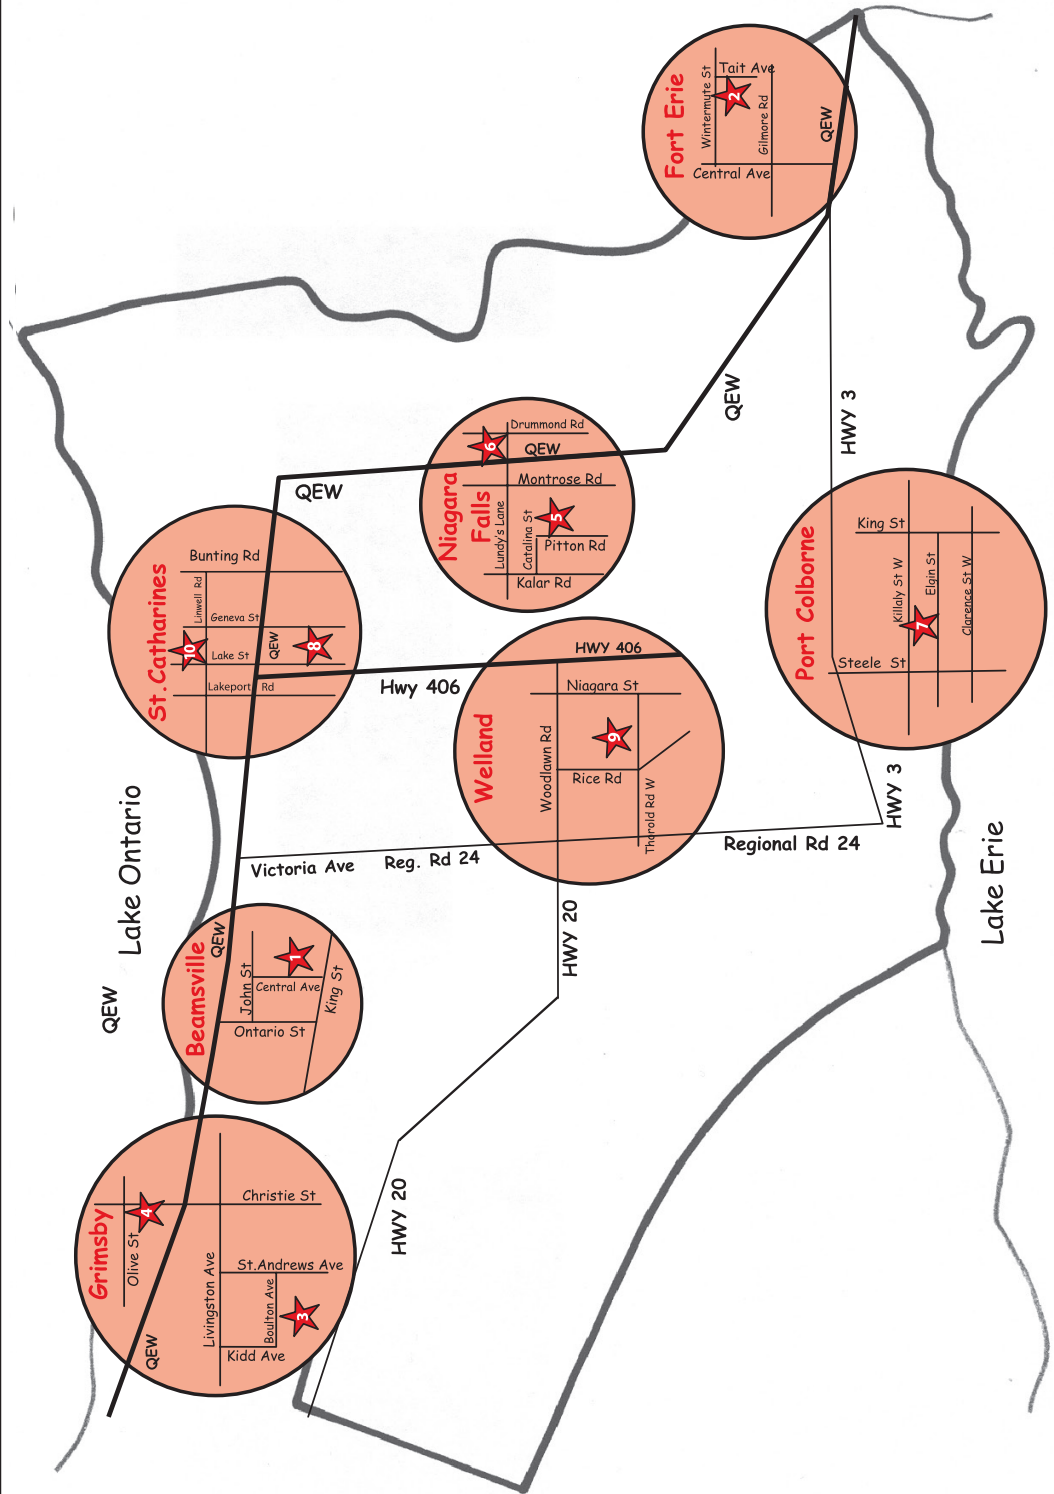 Fort Erie
Wintermute St
Tait Ave
2
Gilmore Rd
Central Ave
QEW
QEW
HWY 3
Niagara
Falls
Drummond Rd
6
QEW
Montrose Rd
Lundy's Lane
Catalina St
5
Pitton Rd
Kalar Rd
QEW
St.Catharines
Bunting Rd
Linwell Rd
Geneva St
10
Lake St
QEW
8
Lakeport Rd
Hwy 406
Port Colborne
King St
Killaly St W
Elgin St
Clarence St W
7
Steele St
HWY 3
Welland
HWY 406
Niagara St
Woodlawn Rd
9
Rice Rd
Thorold Rd W
Victoria Ave
Reg. Rd 24
Regional Rd 24
Lake Ontario
Lake Erie
HWY 20
QEW
Beamsville
QEW
John St
1
Central Ave
King St
Ontario St
Grimsby
4
Olive St
Christie St
QEW
Livingston Ave
St.Andrews Ave
Boulton Ave
3
Kidd Ave
HWY 20